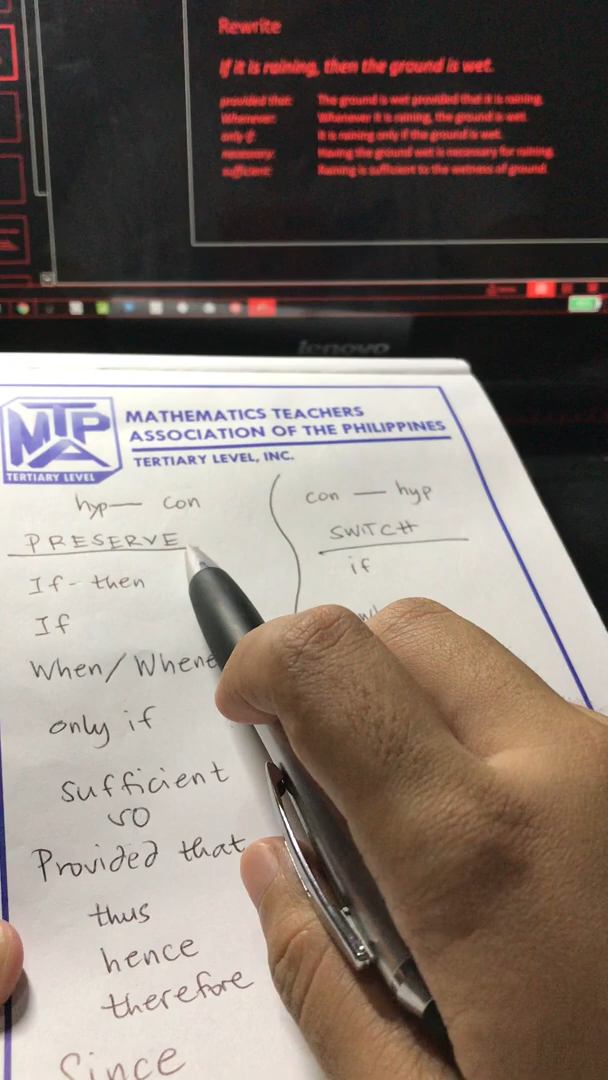 Rewrite
If it is raining, then the ground is wet.
provided that: The ground is wet provided that it is raining.
Whenever: Whenever it is raining, the ground is wet.
only if: It is raining only if the ground is wet.
necessary: Having the ground wet is necessary for raining.
sufficient: Raining is sufficient to the wetness of ground.
lenovo
MTAP
TERTIARY LEVEL
MATHEMATICS TEACHERS
ASSOCIATION OF THE PHILIPPINES
TERTIARY LEVEL, INC.
hyp — con
PRESERVE
If - then
If
When/Whene
only if
sufficient
so
Provided that
thus
hence
therefore
Since
con — hyp
SWITCH
if